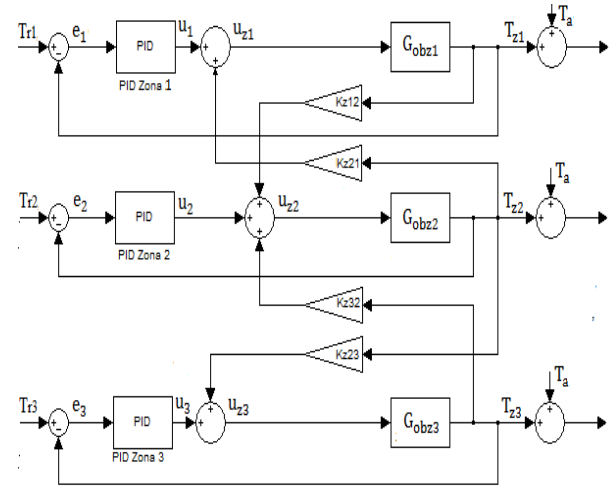 Tr1 e1 PID u1 uz1 Gobz1 Tz1 Ta
PID Zona 1
Kz12
Kz21
Tr2 e2 PID u2 uz2 Gobz2 Tz2 Ta
PID Zona 2
Kz32
Kz23
Tr3 e3 PID u3 uz3 Gobz3 Tz3 Ta
PID Zona 3